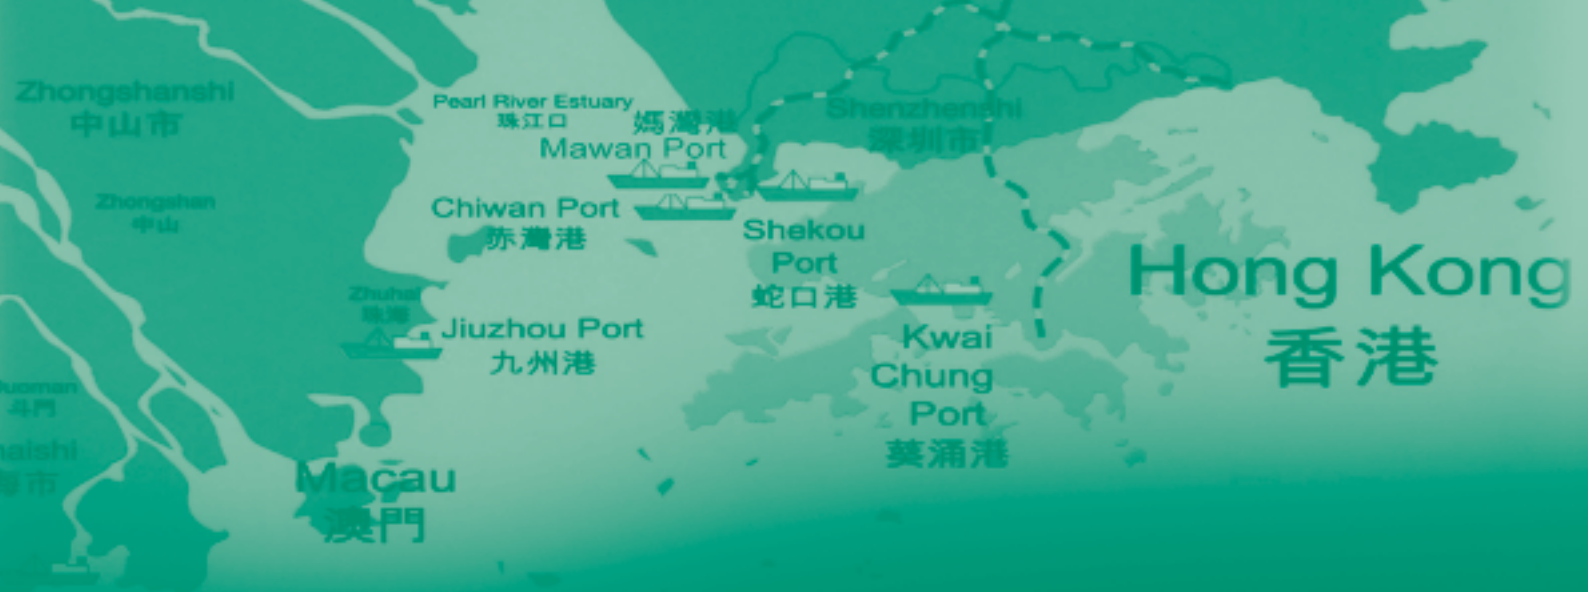 Zhongshanshi
中山市
Pearl River Estuary
珠江口
媽灣港
Mawan Port
Shenzhenshi
深圳市
Zhongshan
中山
Chiwan Port
赤灣港
Shekou
Port
蛇口港
Hong Kong
香港
Zhuhai
珠海
Jiuzhou Port
九州港
Kwai
Chung
Port
葵涌港
斗門
Macau
澳門